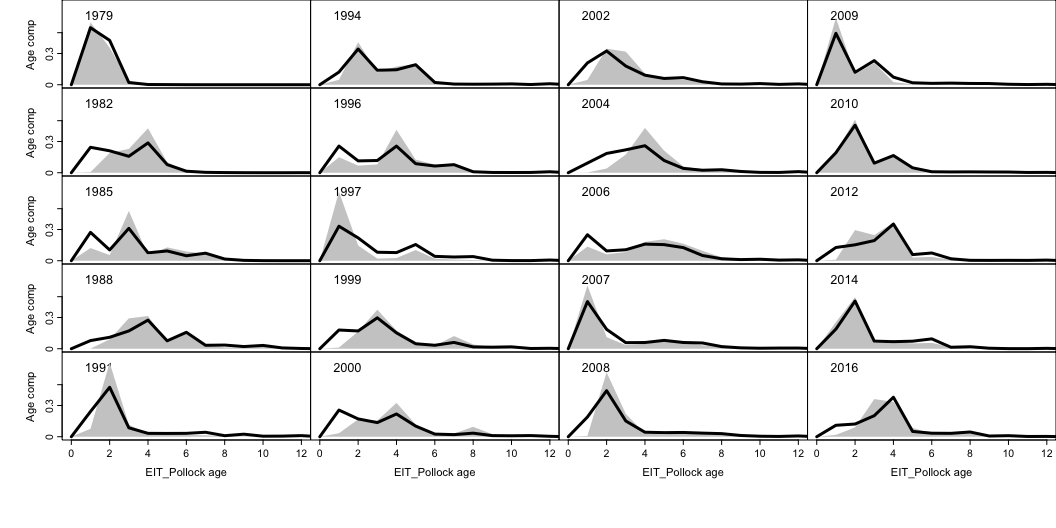 1979 1994 2002 2009
Age comp 0 0.3
1982 1996 2004 2010
Age comp 0 0.3
1985 1997 2006 2012
Age comp 0 0.3
1988 1999 2007 2014
Age comp 0 0.3
1991 2000 2008 2016
Age comp 0 0.3
0 2 4 6 8 10 12 0 2 4 6 8 10 12 0 2 4 6 8 10 12 0 2 4 6 8 10 12
EIT_Pollock age EIT_Pollock age EIT_Pollock age EIT_Pollock age